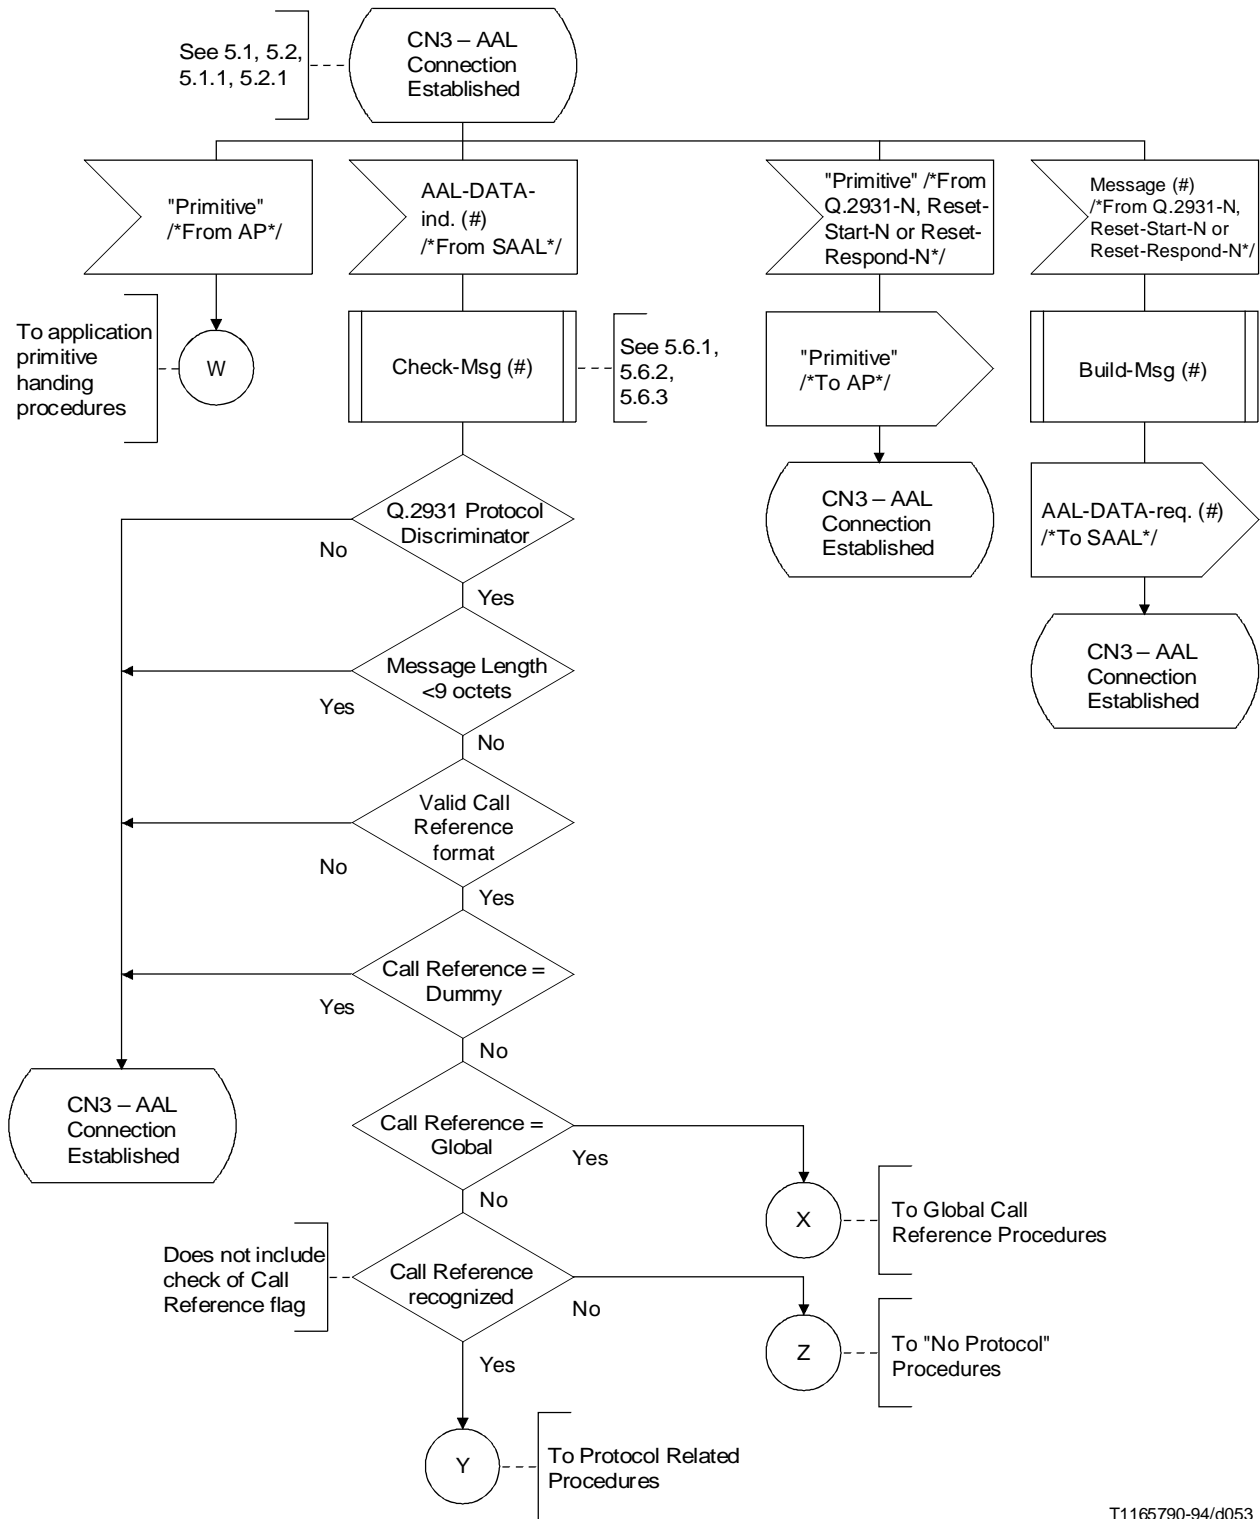 See 5.1, 5.2,
5.1.1, 5.2.1
CN3 – AAL
Connection
Established
"Primitive"
/*From AP*/
AAL-DATA-
ind. (#)
/*From SAAL*/
"Primitive" /*From
Q.2931-N, Reset-
Start-N or Reset-
Respond-N*/
Message (#)
/*From Q.2931-N,
Reset-Start-N or
Reset-Respond-N*/
To application
primitive
handing
procedures
W
Check-Msg (#)
See 5.6.1,
5.6.2,
5.6.3
"Primitive"
/*To AP*/
Build-Msg (#)
CN3 – AAL
Connection
Established
AAL-DATA-req. (#)
/*To SAAL*/
CN3 – AAL
Connection
Established
Q.2931 Protocol
Discriminator
No
Yes
Message Length
<9 octets
Yes
No
Valid Call
Reference
format
No
Yes
Call Reference =
Dummy
Yes
No
CN3 – AAL
Connection
Established
Call Reference =
Global
Yes
No
X
To Global Call
Reference Procedures
Does not include
check of Call
Reference flag
Call Reference
recognized
No
Yes
Z
To "No Protocol"
Procedures
Y
To Protocol Related
Procedures
T1165790-94/d053